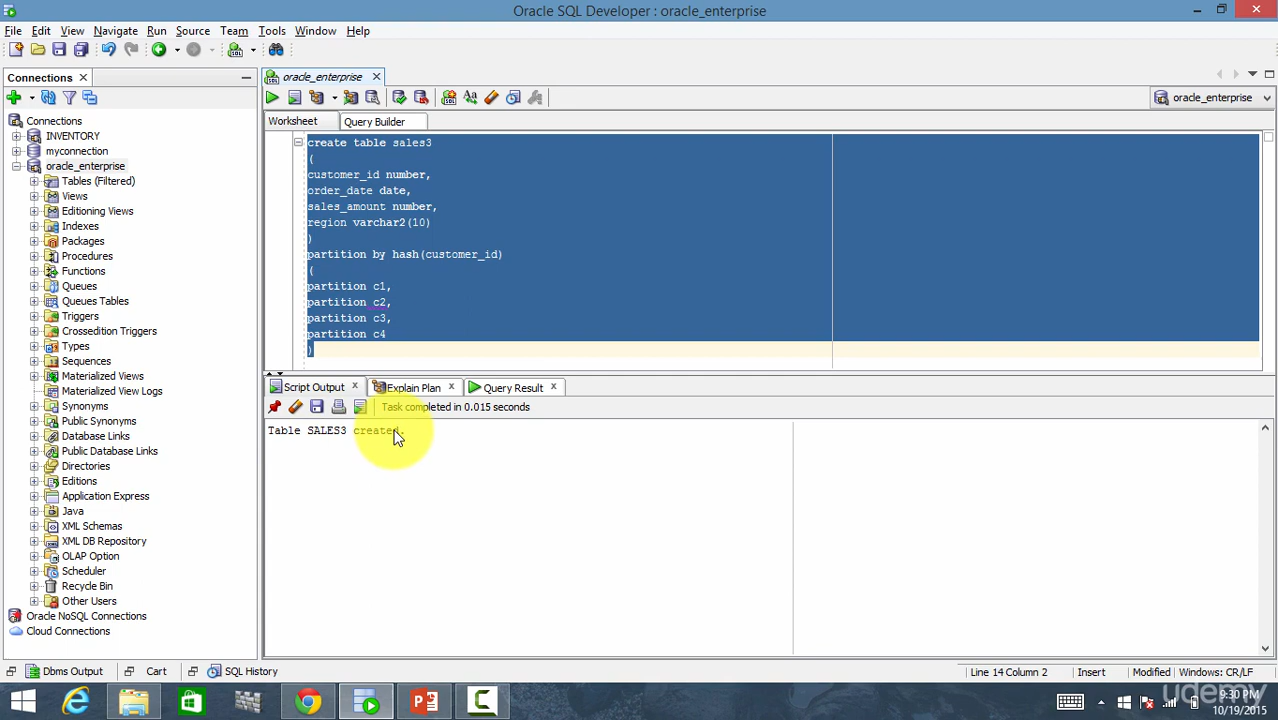 Oracle SQL Developer : oracle_enterprise
File Edit View Navigate Run Source Team Tools Window Help
Connections
oracle_enterprise
oracle_enterprise
Worksheet Query Builder
Connections
INVENTORY
myconnection
oracle_enterprise
Tables (Filtered)
Views
Editioning Views
Indexes
Packages
Procedures
Functions
Queues
Queues Tables
Triggers
Crossedition Triggers
Types
Sequences
Materialized Views
Materialized View Logs
Synonyms
Public Synonyms
Database Links
Public Database Links
Directories
Editions
Application Express
Java
XML Schemas
XML DB Repository
OLAP Option
Scheduler
Recycle Bin
Other Users
Oracle NoSQL Connections
Cloud Connections
create table sales3
(
customer_id number,
order_date date,
sales_amount number,
region varchar2(10)
)
partition by hash(customer_id)
(
partition c1,
partition c2,
partition c3,
partition c4
)
Script Output Explain Plan Query Result
Task completed in 0.015 seconds
Table SALES3 created.
Dbms Output Cart SQL History
Line 14 Column 2 Insert Modified Windows: CR/LF
udemy
9:30 PM
10/19/2015